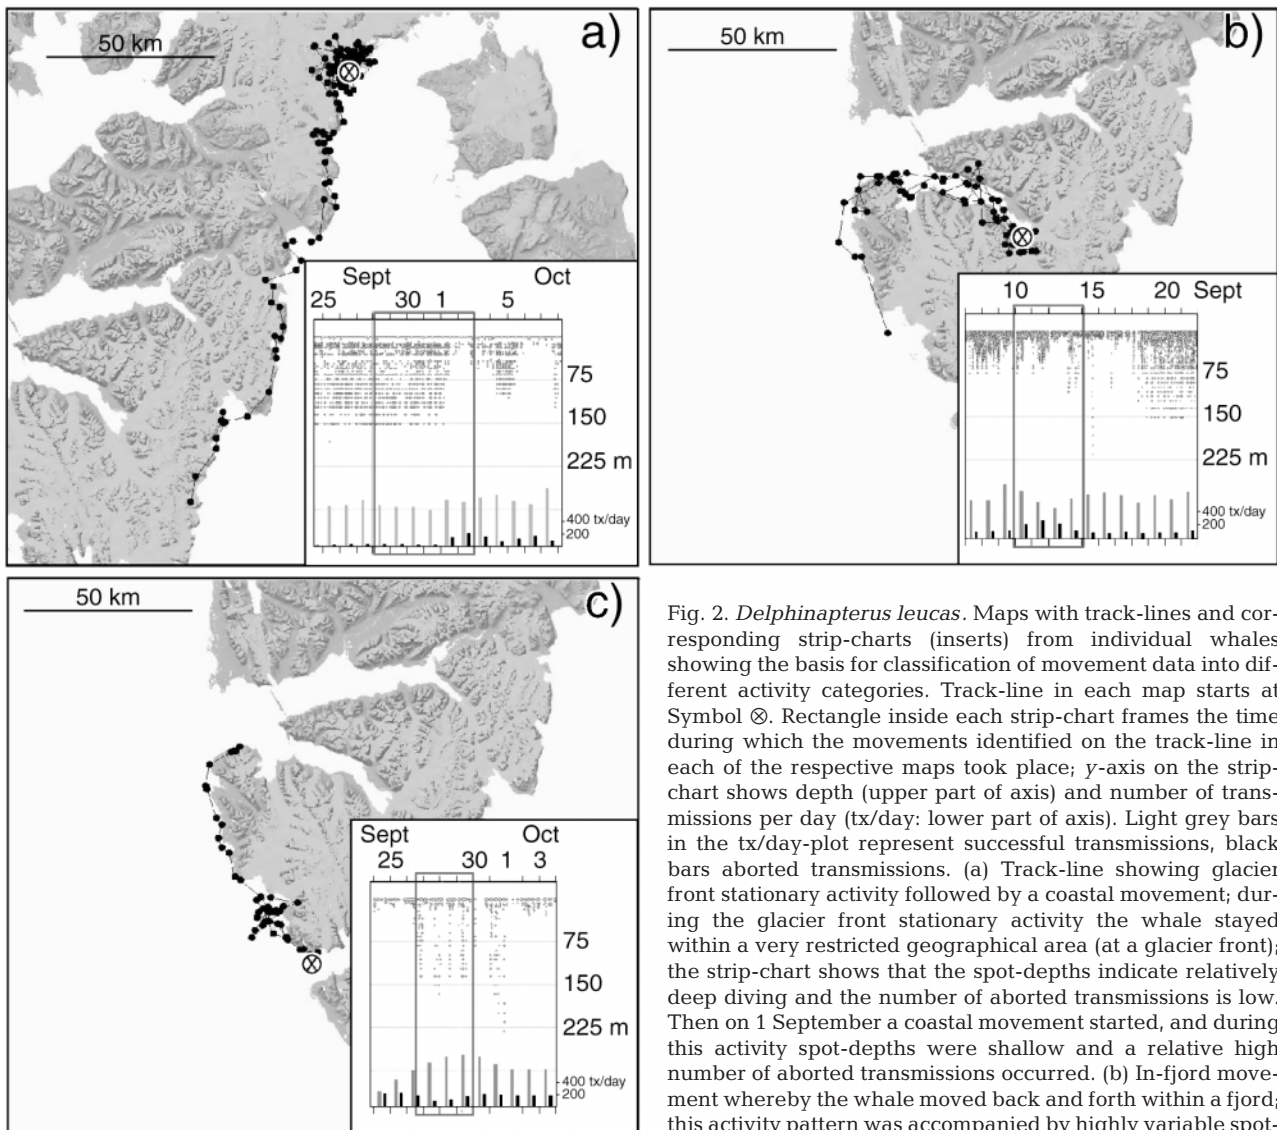 50 km
a)
Sept
Oct
25
30
1
5
75
150
225 m
400 tx/day
200
50 km
b)
10
15
20
Sept
75
150
225 m
400 tx/day
200
50 km
c)
Sept
Oct
25
30
1
3
75
150
225 m
400 tx/day
200
Fig. 2. Delphinapterus leucas. Maps with track-lines and cor-
responding strip-charts (inserts) from individual whales
showing the basis for classification of movement data into dif-
ferent activity categories. Track-line in each map starts at
Symbol ⊗. Rectangle inside each strip-chart frames the time
during which the movements identified on the track-line in
each of the respective maps took place; y-axis on the strip-
chart shows depth (upper part of axis) and number of trans-
missions per day (tx/day: lower part of axis). Light grey bars
in the tx/day-plot represent successful transmissions, black
bars aborted transmissions. (a) Track-line showing glacier
front stationary activity followed by a coastal movement; dur-
ing the glacier front stationary activity the whale stayed
within a very restricted geographical area (at a glacier front);
the strip-chart shows that the spot-depths indicate relatively
deep diving and the number of aborted transmissions is low.
Then on 1 September a coastal movement started, and during
this activity spot-depths were shallow and a relative high
number of aborted transmissions occurred. (b) In-fjord move-
ment whereby the whale moved back and forth within a fjord;
this activity pattern was accompanied by highly variable spot-